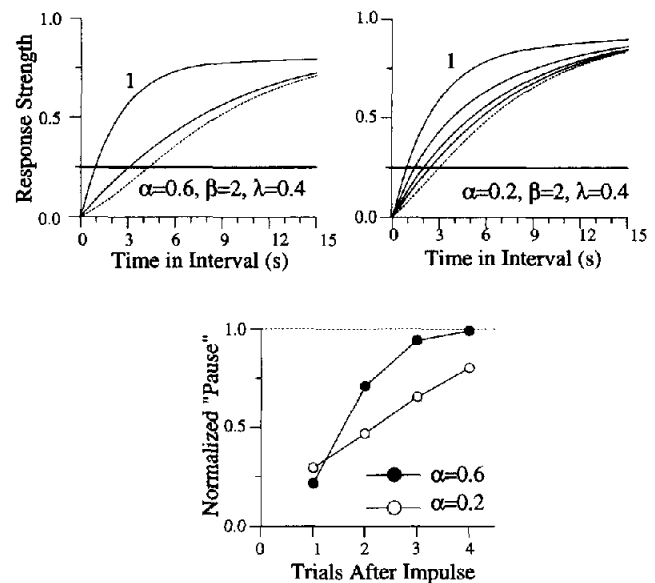 1.0
0.5
0.0
Response Strength
1
α=0.6, β=2, λ=0.4
0 3 6 9 12 15
Time in Interval (s)
1.0
0.5
0.0
1
α=0.2, β=2, λ=0.4
0 3 6 9 12 15
Time in Interval (s)
1.0
0.5
0.0
Normalized "Pause"
α=0.6
α=0.2
0 1 2 3 4
Trials After Impulse